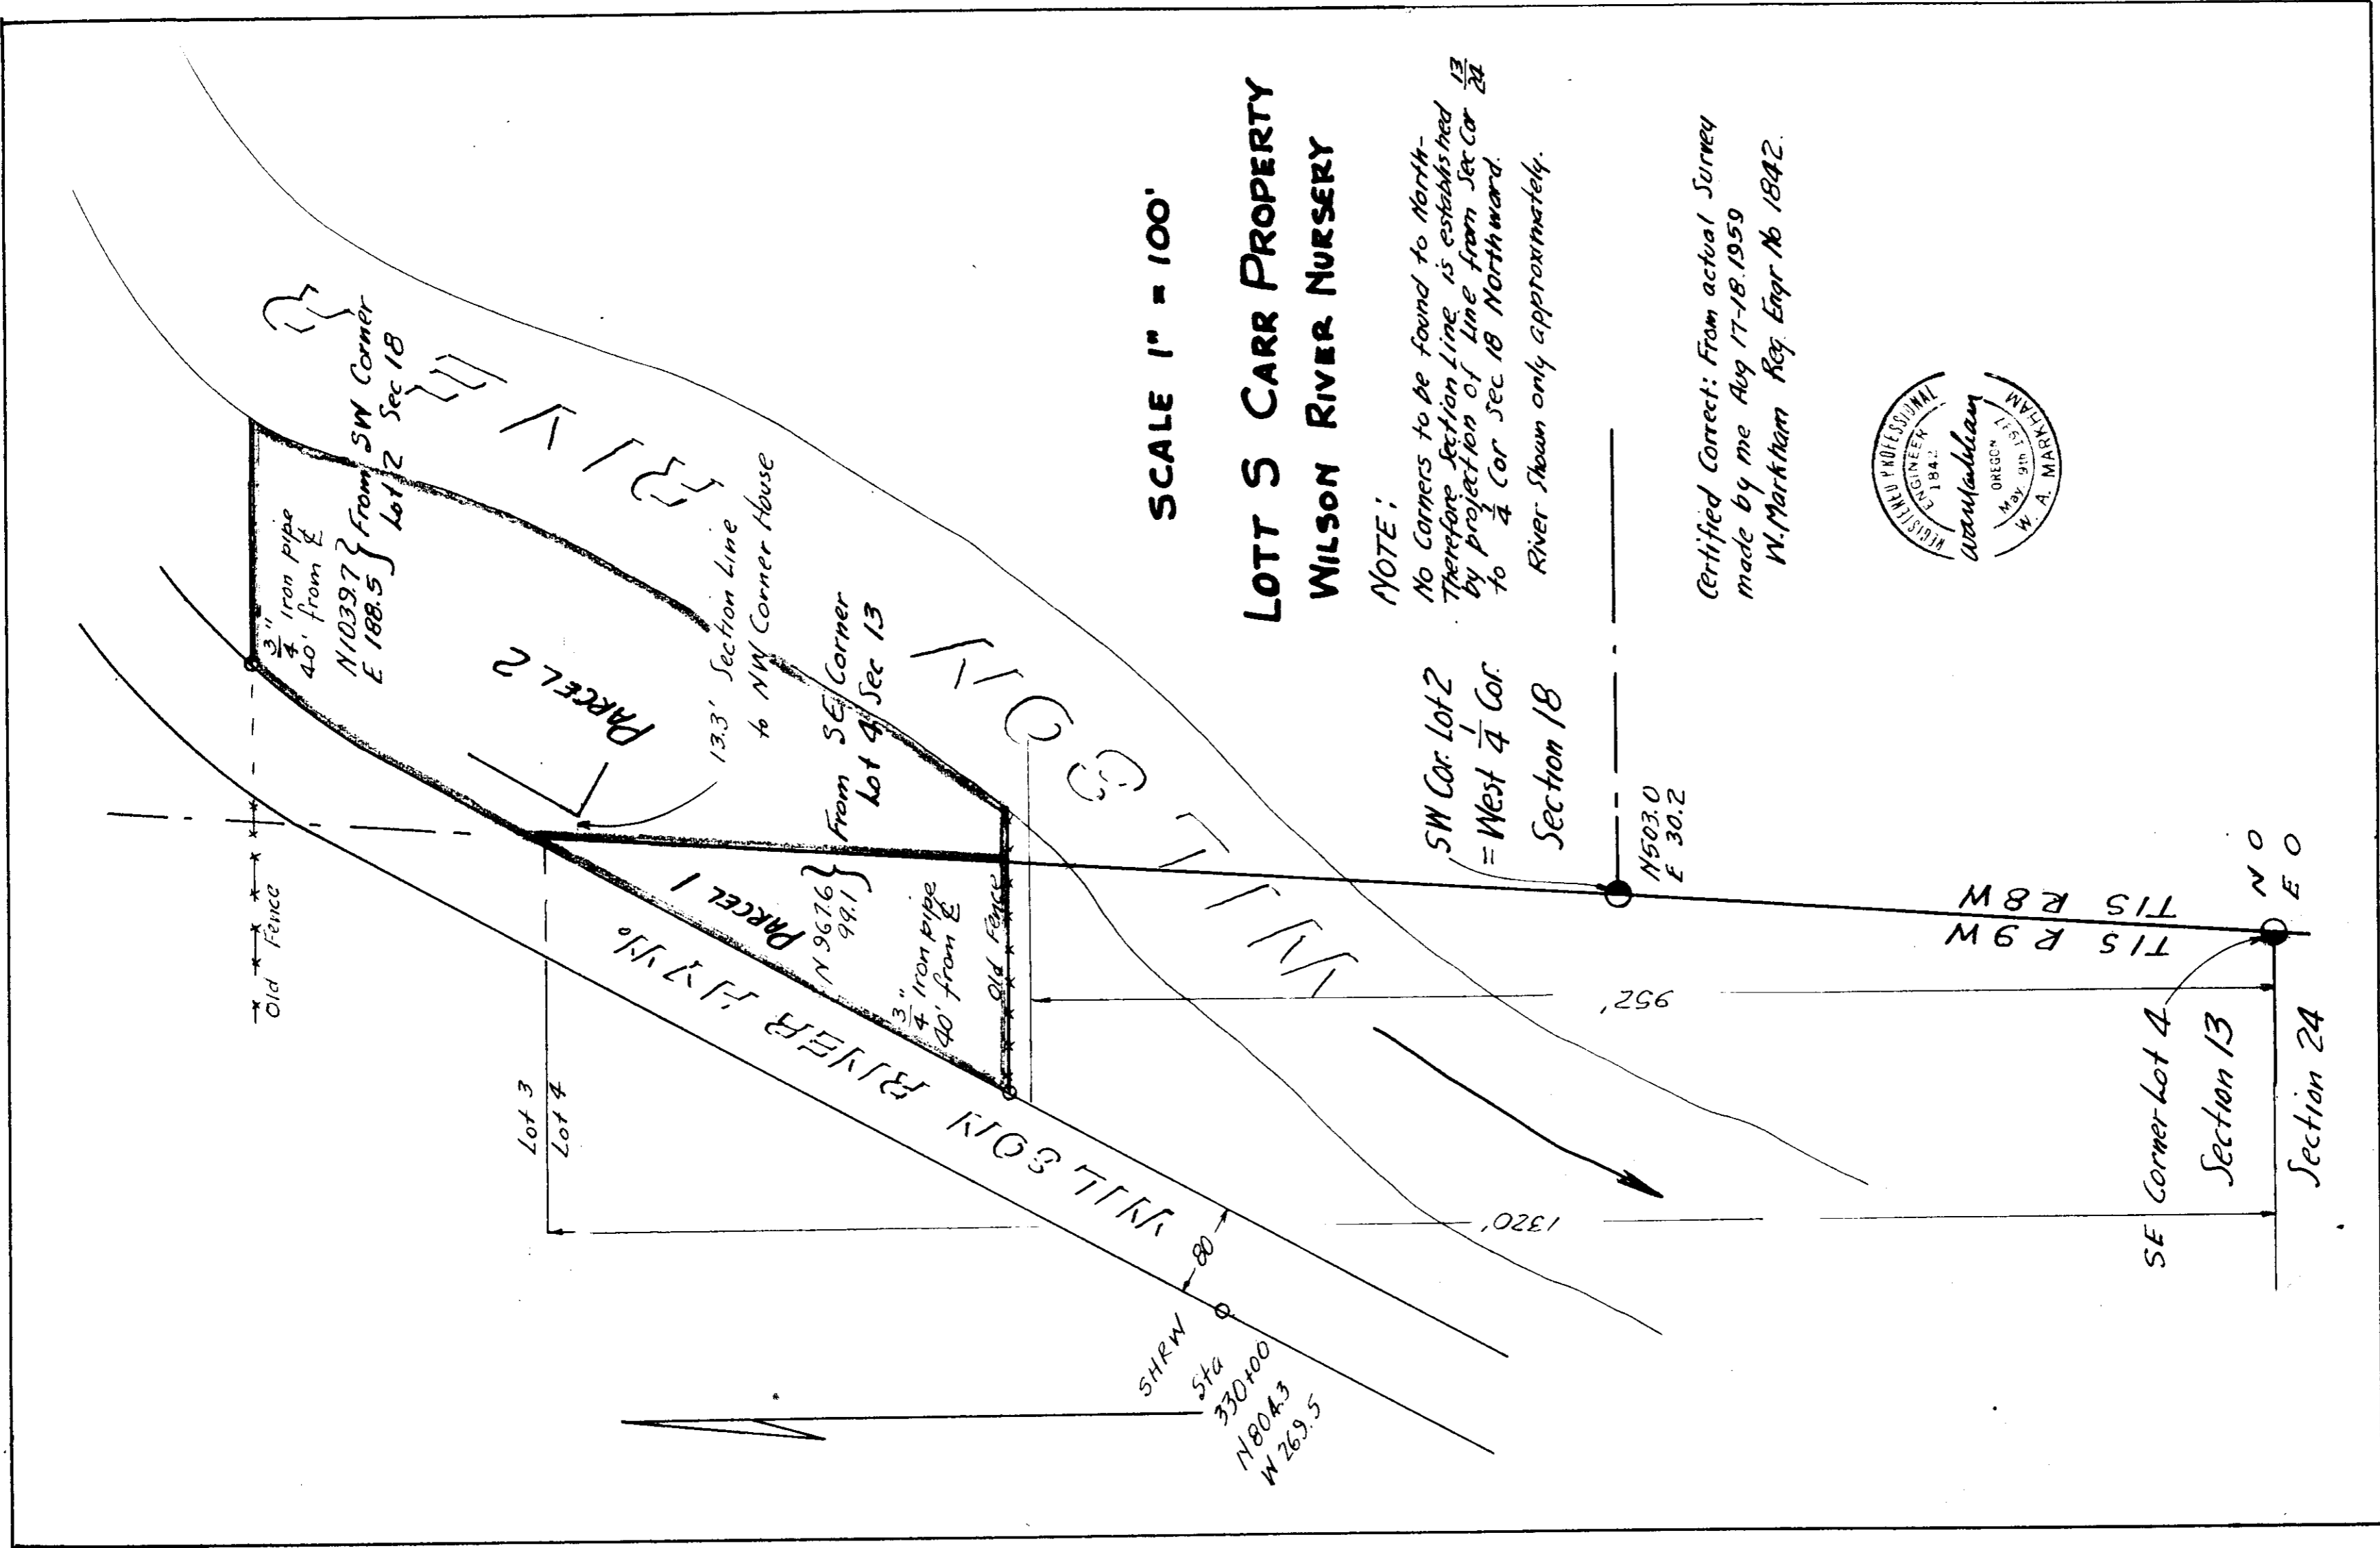 SCALE 1" = 100'
LOTT S CARR PROPERTY
WILSON RIVER NURSERY
NOTE:
No Corners to be found to North-
Therefore Section Line is established
by projection of Line from Sec Cor 13/24
to 1/4 Cor Sec 18 Northward.
River Shown only approximately.
Certified Correct: From actual Survey
made by me Aug 17-18, 1959
W. Markham Reg. Engr No 1842.
REGISTERED PROFESSIONAL
ENGINEER
1842
WAMarkham
OREGON
May 9th 1937
W. A. MARKHAM
Old Fence
3/4" Iron pipe
40' from ℄
N1039.7 } From SW Corner
E 188.5 } Lot 2 Sec 18
PARCEL 2
13.3' Section Line
to NW Corner House
From SE Corner
Lot 4, Sec 13
PARCEL 1
N 967.6
99.1
3/4" Iron pipe
40' from ℄
Old Fence
WILSON RIVER HYW.
WILSON RIVER
Lot 3
Lot 4
SW Cor. Lot 2
= West 1/4 Cor.
Section 18
N503.0
E 30.2
T1S R8W
T1S R9W
N 0
E 0
952'
1320'
80
SHRW
Sta
330+00
N804.3
W 269.5
SE Corner Lot 4
Section 13
Section 24